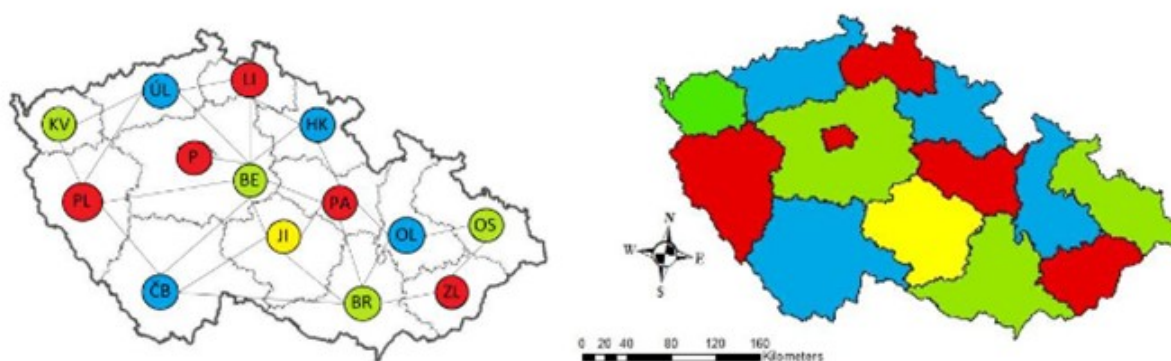 ÚL
LI
KV
HK
P
BE
PL
PA
JI
OL
OS
ČB
BR
ZL
N
W E
S
0 20 40 80 120 160
Kilometers